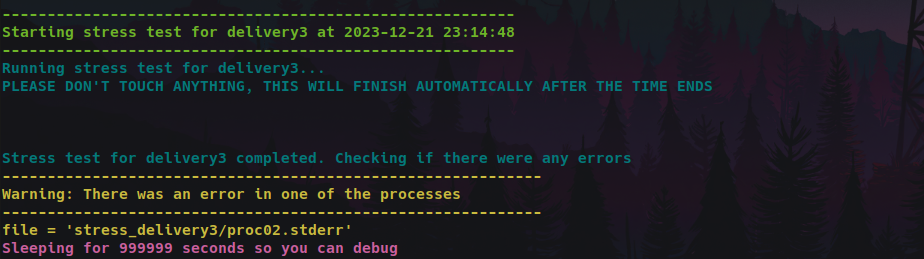 ---------------------------------------------------------
Starting stress test for delivery3 at 2023-12-21 23:14:48
---------------------------------------------------------
Running stress test for delivery3...
PLEASE DON'T TOUCH ANYTHING, THIS WILL FINISH AUTOMATICALLY AFTER THE TIME ENDS
Stress test for delivery3 completed. Checking if there were any errors
------------------------------------------------------------
Warning: There was an error in one of the processes
------------------------------------------------------------
file = 'stress_delivery3/proc02.stderr'
Sleeping for 999999 seconds so you can debug